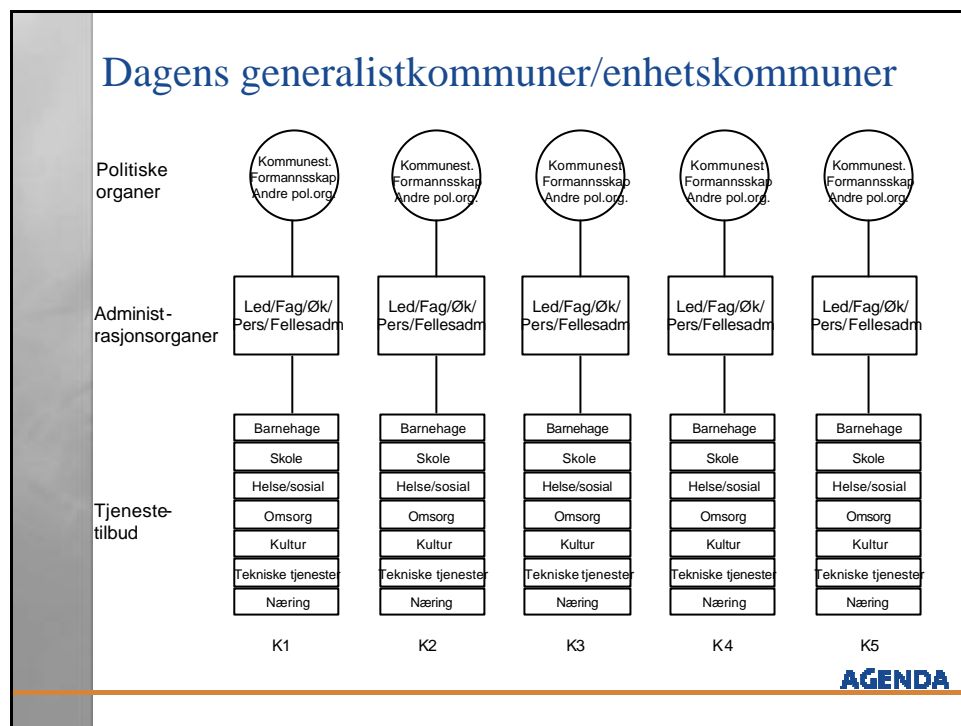 Dagens generalistkommuner/enhetskommuner
Politiske
organer
Kommunest.
Formannsskap
Andre pol.org.
Kommunest.
Formannsskap
Andre pol.org.
Kommunest
Formannsskap
Andre pol.org.
Kommunest
Formannsskap
Andre pol.org.
Kommunest.
Formannsskap
Andre pol.org.
Administ-
rasjonsorganer
Led/Fag/Øk/
Pers/Fellesadm
Led/Fag/Øk/
Pers/Fellesadm
Led/Fag/Øk/
Pers/Fellesadm
Led/Fag/Øk/
Pers/Fellesadm
Led/Fag/Øk/
Pers/Fellesadm
Tjeneste-
tilbud
Barnehage
Skole
Helse/sosial
Omsorg
Kultur
Tekniske tjenester
Næring
Barnehage
Skole
Helse/sosial
Omsorg
Kultur
Tekniske tjenester
Næring
Barnehage
Skole
Helse/sosial
Omsorg
Kultur
Tekniske tjenester
Næring
Barnehage
Skole
Helse/sosial
Omsorg
Kultur
Tekniske tjenester
Næring
Barnehage
Skole
Helse/sosial
Omsorg
Kultur
Tekniske tjenester
Næring
K1
K2
K3
K4
K5
AGENDA